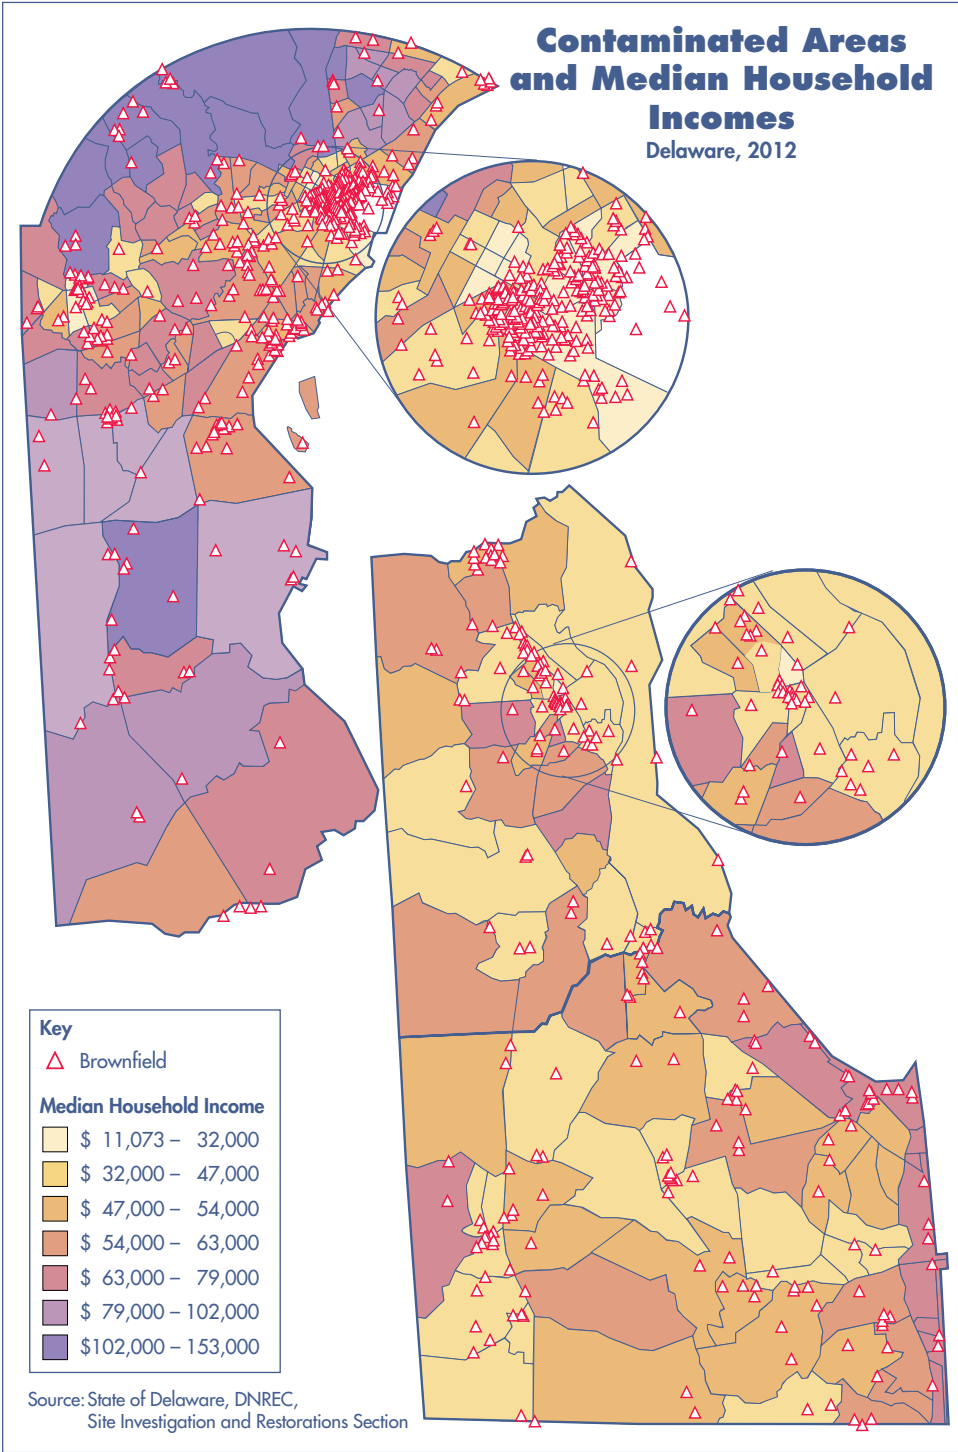 Contaminated Areas
and Median Household
Incomes
Delaware, 2012
Key
Brownfield
Median Household Income
$ 11,073 – 32,000
$ 32,000 – 47,000
$ 47,000 – 54,000
$ 54,000 – 63,000
$ 63,000 – 79,000
$ 79,000 – 102,000
$102,000 – 153,000
Source: State of Delaware, DNREC,
Site Investigation and Restorations Section